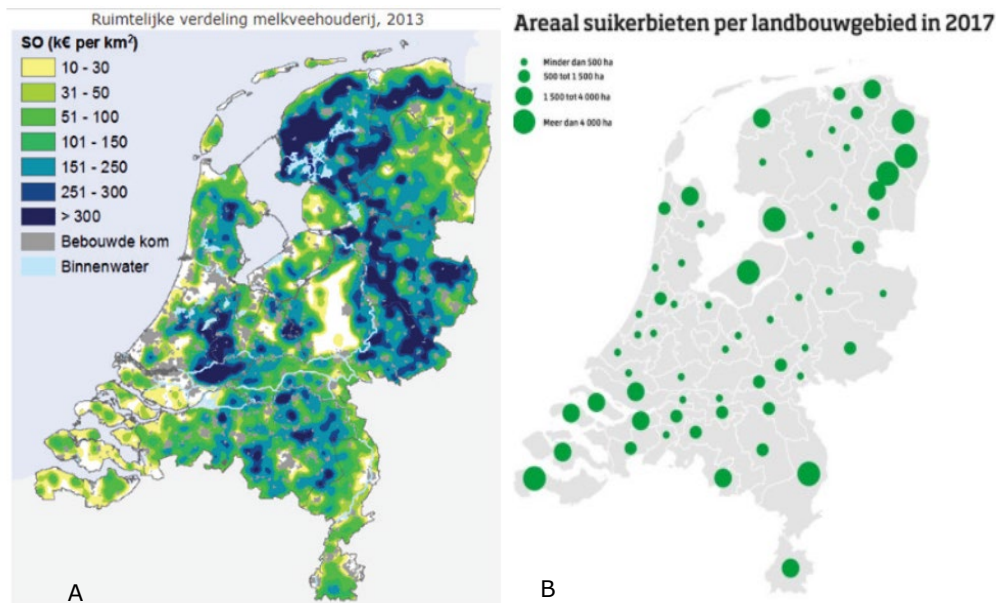 Ruimtelijke verdeling melkveehouderij, 2013
SO (k€ per km²)
10 - 30
31 - 50
51 - 100
101 - 150
151 - 250
251 - 300
> 300
Bebouwde kom
Binnenwater
A
Areaal suikerbieten per landbouwgebied in 2017
Minder dan 500 ha
500 tot 1 500 ha
1 500 tot 4 000 ha
Meer dan 4 000 ha
B